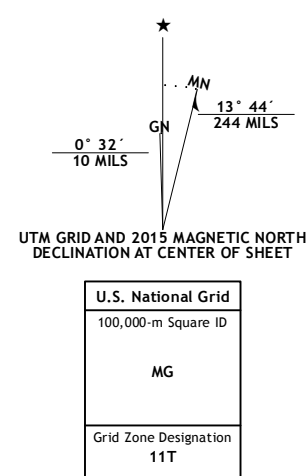 ★
MN
GN
13° 44´
244 MILS
0° 32´
10 MILS
UTM GRID AND 2015 MAGNETIC NORTH
DECLINATION AT CENTER OF SHEET
U.S. National Grid
100,000-m Square ID
MG
Grid Zone Designation
11T